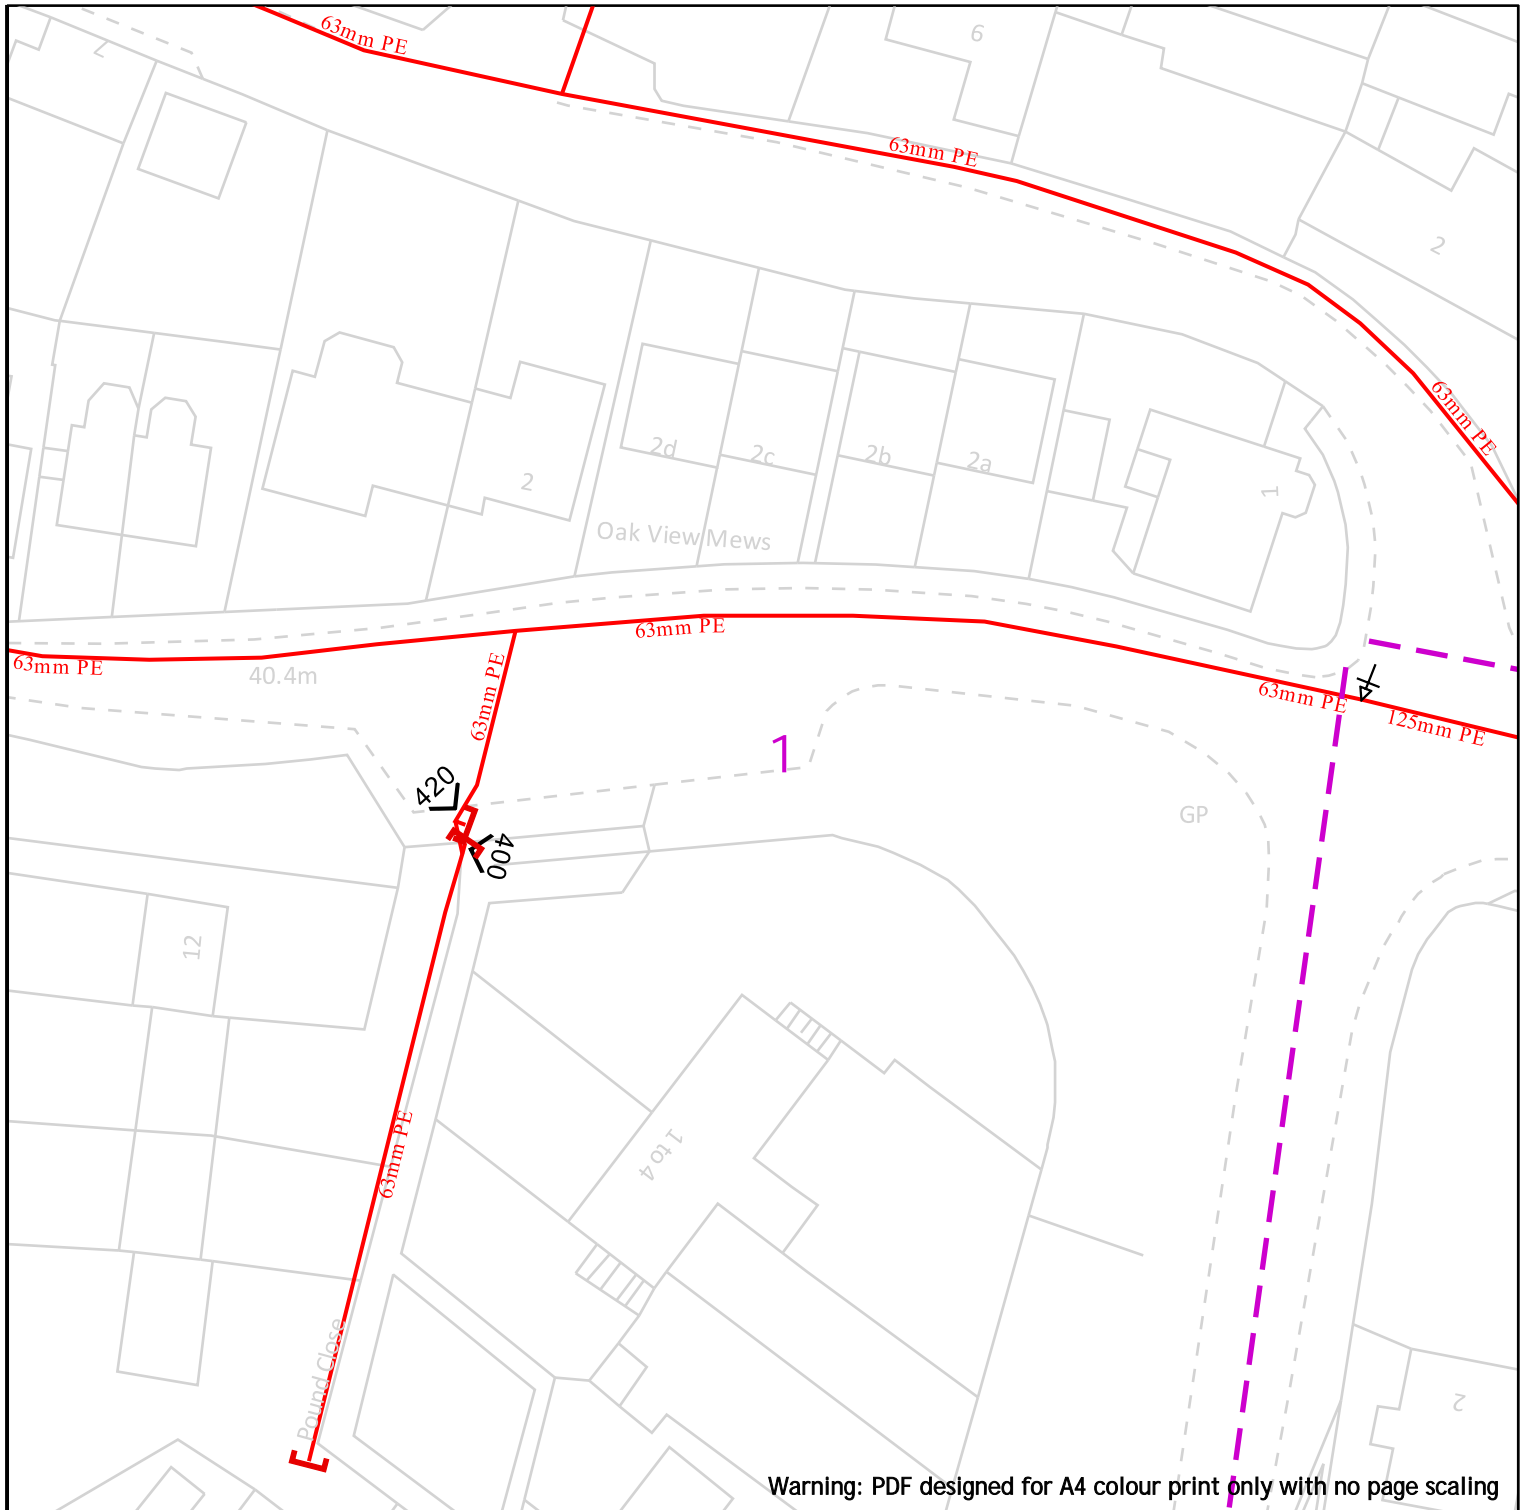 63mm PE
6
63mm PE
2
63mm PE
2d
2c
2b
2a
2
1
Oak View Mews
63mm PE
63mm PE
40.4m
63mm PE
63mm PE
125mm PE
1
420
400
GP
12
1 to 4
63mm PE
Pound Close
2
Warning: PDF designed for A4 colour print only with no page scaling